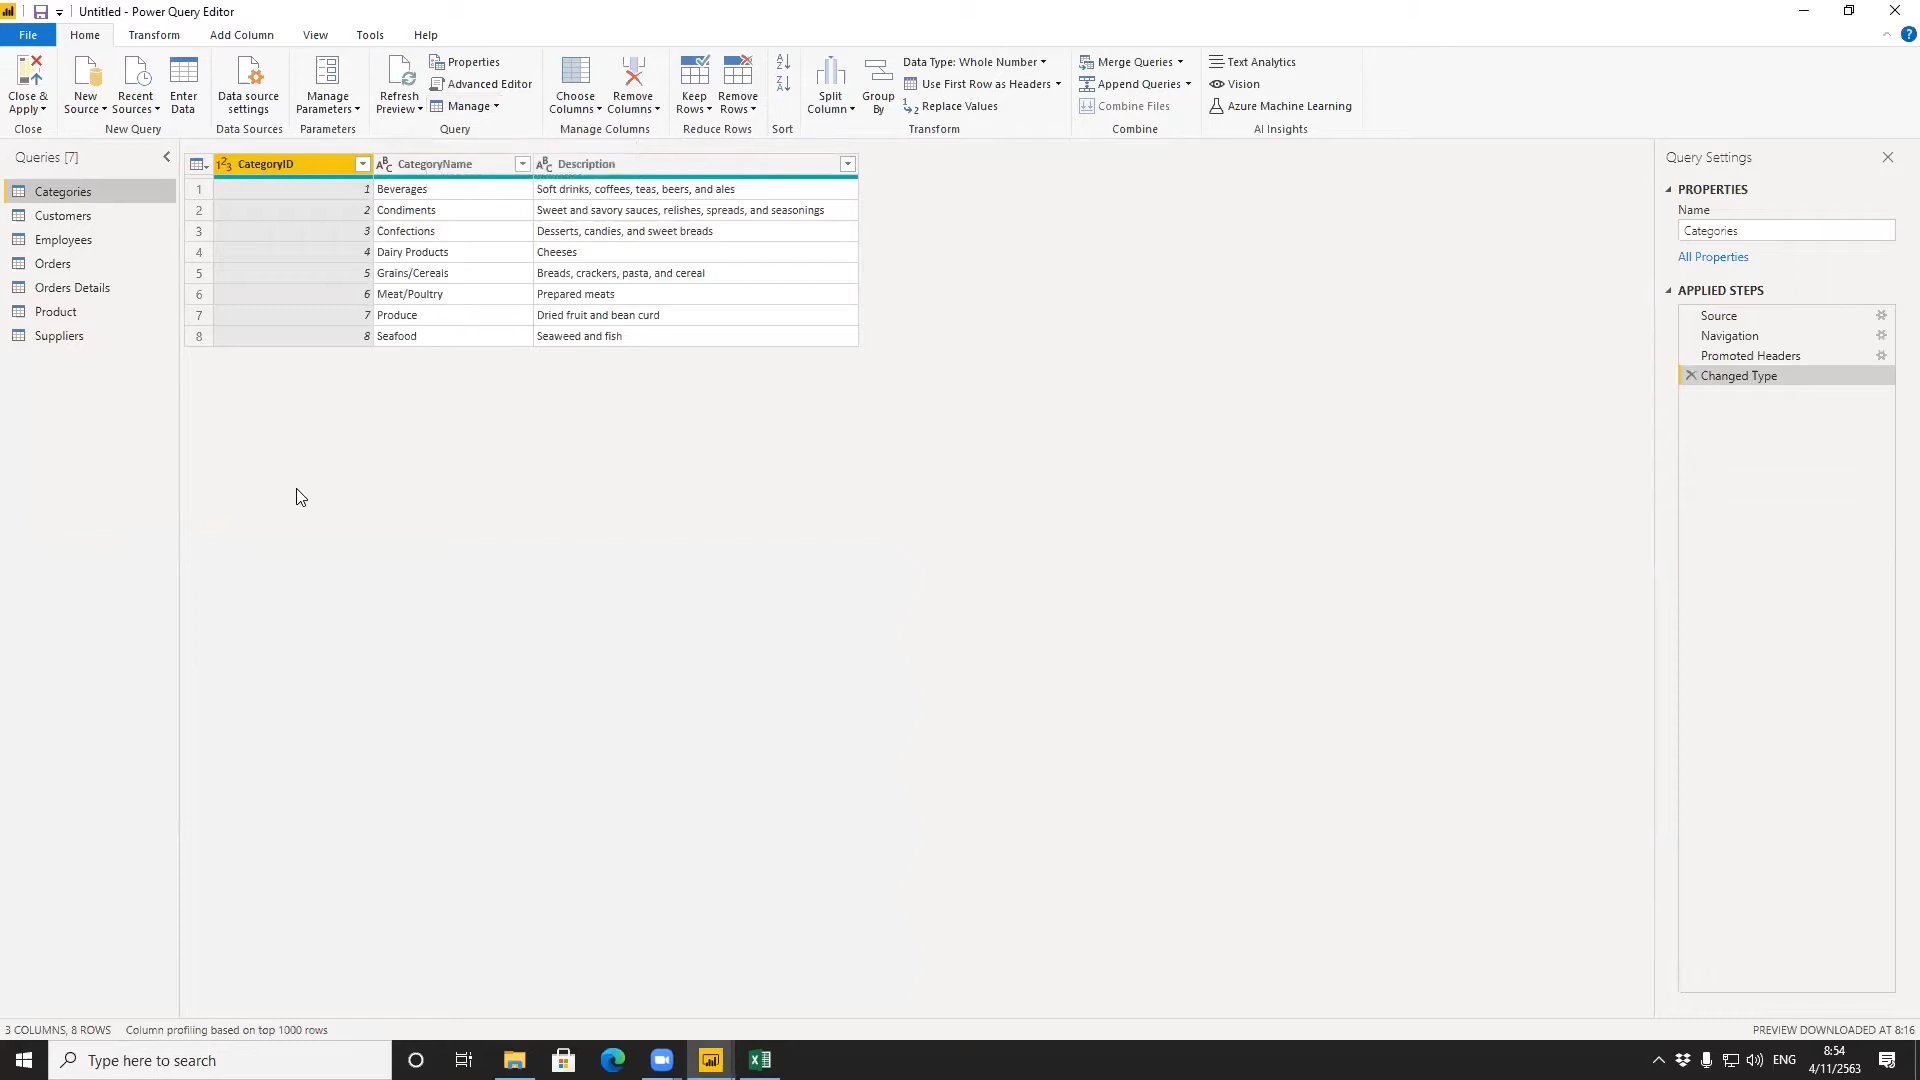 Untitled - Power Query Editor
File Home Transform Add Column View Tools Help
Close & Apply
New Source
Recent Sources
Enter Data
Data source settings
Manage Parameters
Refresh Preview
Properties
Advanced Editor
Manage
Choose Columns
Remove Columns
Keep Rows
Remove Rows
Split Column
Group By
Data Type: Whole Number
Use First Row as Headers
Replace Values
Merge Queries
Append Queries
Combine Files
Text Analytics
Vision
Azure Machine Learning
Close New Query Data Sources Parameters Query Manage Columns Reduce Rows Sort Transform Combine AI Insights
Queries [7]
Categories
Customers
Employees
Orders
Orders Details
Product
Suppliers
CategoryID CategoryName Description
1 1 Beverages Soft drinks, coffees, teas, beers, and ales
2 2 Condiments Sweet and savory sauces, relishes, spreads, and seasonings
3 3 Confections Desserts, candies, and sweet breads
4 4 Dairy Products Cheeses
5 5 Grains/Cereals Breads, crackers, pasta, and cereal
6 6 Meat/Poultry Prepared meats
7 7 Produce Dried fruit and bean curd
8 8 Seafood Seaweed and fish
Query Settings
PROPERTIES
Name
Categories
All Properties
APPLIED STEPS
Source
Navigation
Promoted Headers
Changed Type
3 COLUMNS, 8 ROWS Column profiling based on top 1000 rows
PREVIEW DOWNLOADED AT 8:16
Type here to search
ENG
8:54
4/11/2563